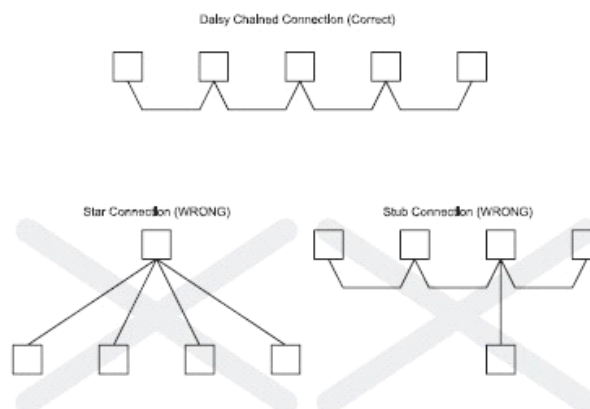 Daisy Chained Connection (Correct)
Star Connection (WRONG)
Stub Connection (WRONG)